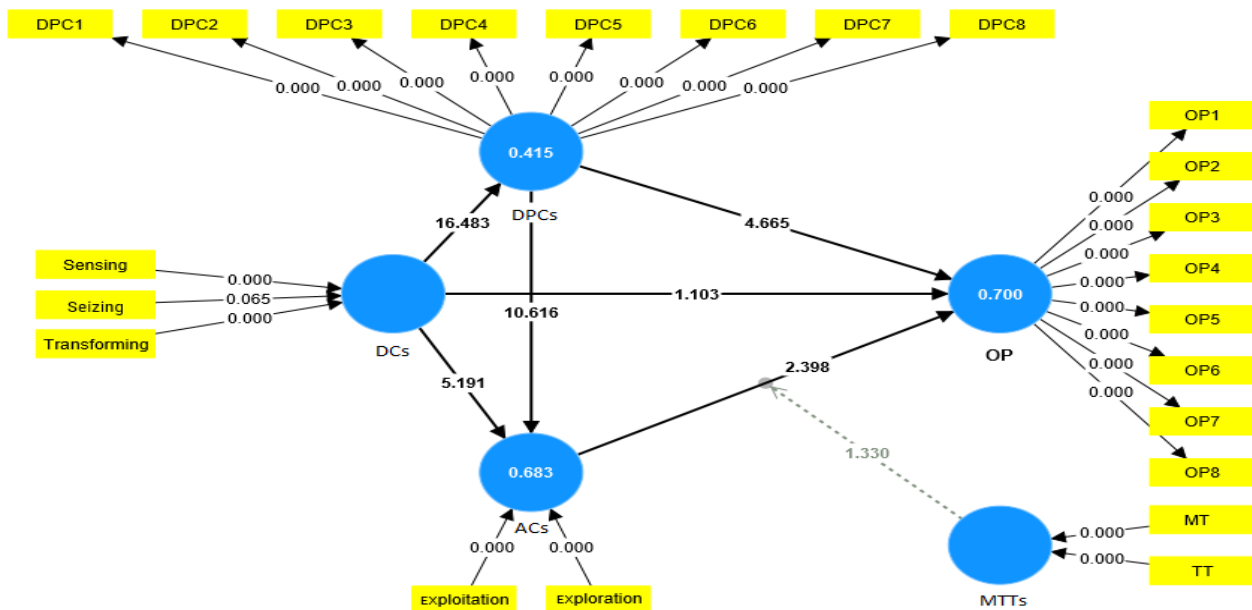 DPC1 DPC2 DPC3 DPC4 DPC5 DPC6 DPC7 DPC8
0.000 0.000 0.000 0.000 0.000 0.000 0.000 0.000
OP1
0.415
OP2
0.000
DPCs
0.000
OP3
16.483
4.665
0.000
Sensing
0.000
OP4
0.000
Seizing
0.065
1.103
0.700
0.000
OP5
0.000
10.616
Transforming
DCs
OP
0.000
OP6
5.191
2.398
0.000
0.000
OP7
1.330
0.683
OP8
ACs
MT
0.000
0.000
0.000
0.000
TT
Exploitation
Exploration
MTTs